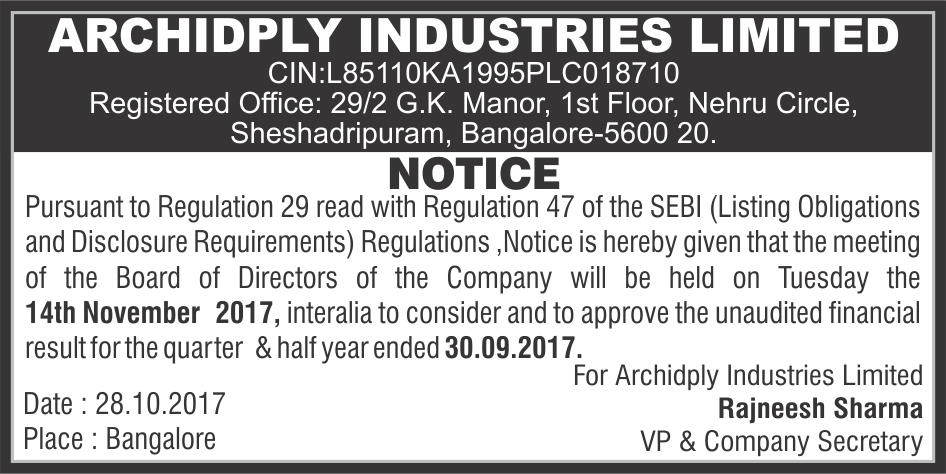 ARCHIDPLY INDUSTRIES LIMITED
CIN:L85110KA1995PLC018710
Registered Office: 29/2 G.K. Manor, 1st Floor, Nehru Circle,
Sheshadripuram, Bangalore-5600 20.
NOTICE
Pursuant to Regulation 29 read with Regulation 47 of the SEBI (Listing Obligations
and Disclosure Requirements) Regulations ,Notice is hereby given that the meeting
of the Board of Directors of the Company will be held on Tuesday the
14th November 2017, interalia to consider and to approve the unaudited financial
result for the quarter & half year ended 30.09.2017.
For Archidply Industries Limited
Date : 28.10.2017
Rajneesh Sharma
Place : Bangalore
VP & Company Secretary